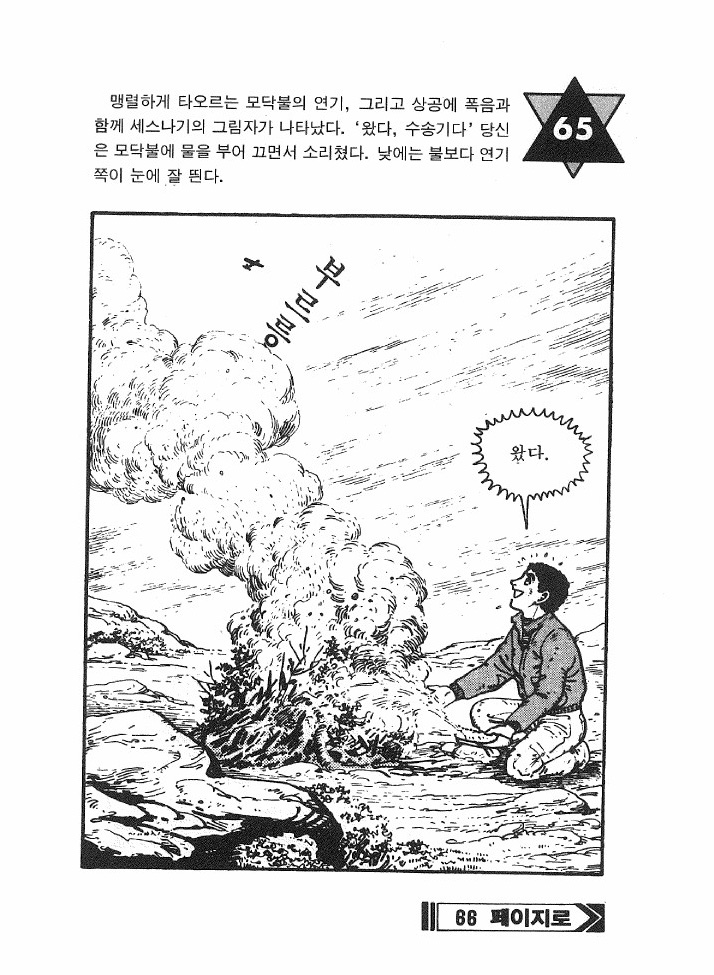 맹렬하게 타오르는 모닥불의 연기, 그리고 상공에 폭음과
함께 세스나기의 그림자가 나타났다. ‘왔다, 수송기다’ 당신
은 모닥불에 물을 부어 끄면서 소리쳤다. 낮에는 불보다 연기
쪽이 눈에 잘 띈다.
65
부르릉
왔다.
66 페이지로